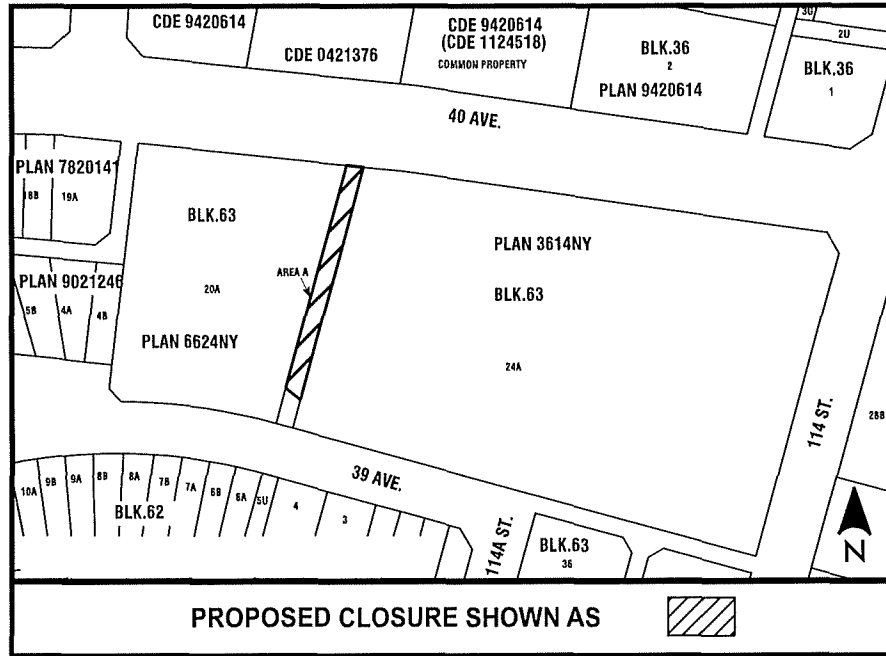 CDE 9420614
CDE 0421376
CDE 9420614
(CDE 1124518)
COMMON PROPERTY
BLK.36
2
PLAN 9420614
3U
2U
BLK.36
1
40 AVE.
PLAN 7820141
18B
19A
BLK.63
PLAN 3614NY
AREA A
BLK.63
PLAN 9021246
5B
4A
4B
20A
PLAN 6624NY
24A
114 ST.
28B
39 AVE.
10A
9B
9A
8B
8A
7B
7A
6B
6A
5U
4
3
BLK.62
114A ST.
BLK.63
36
N
PROPOSED CLOSURE SHOWN AS